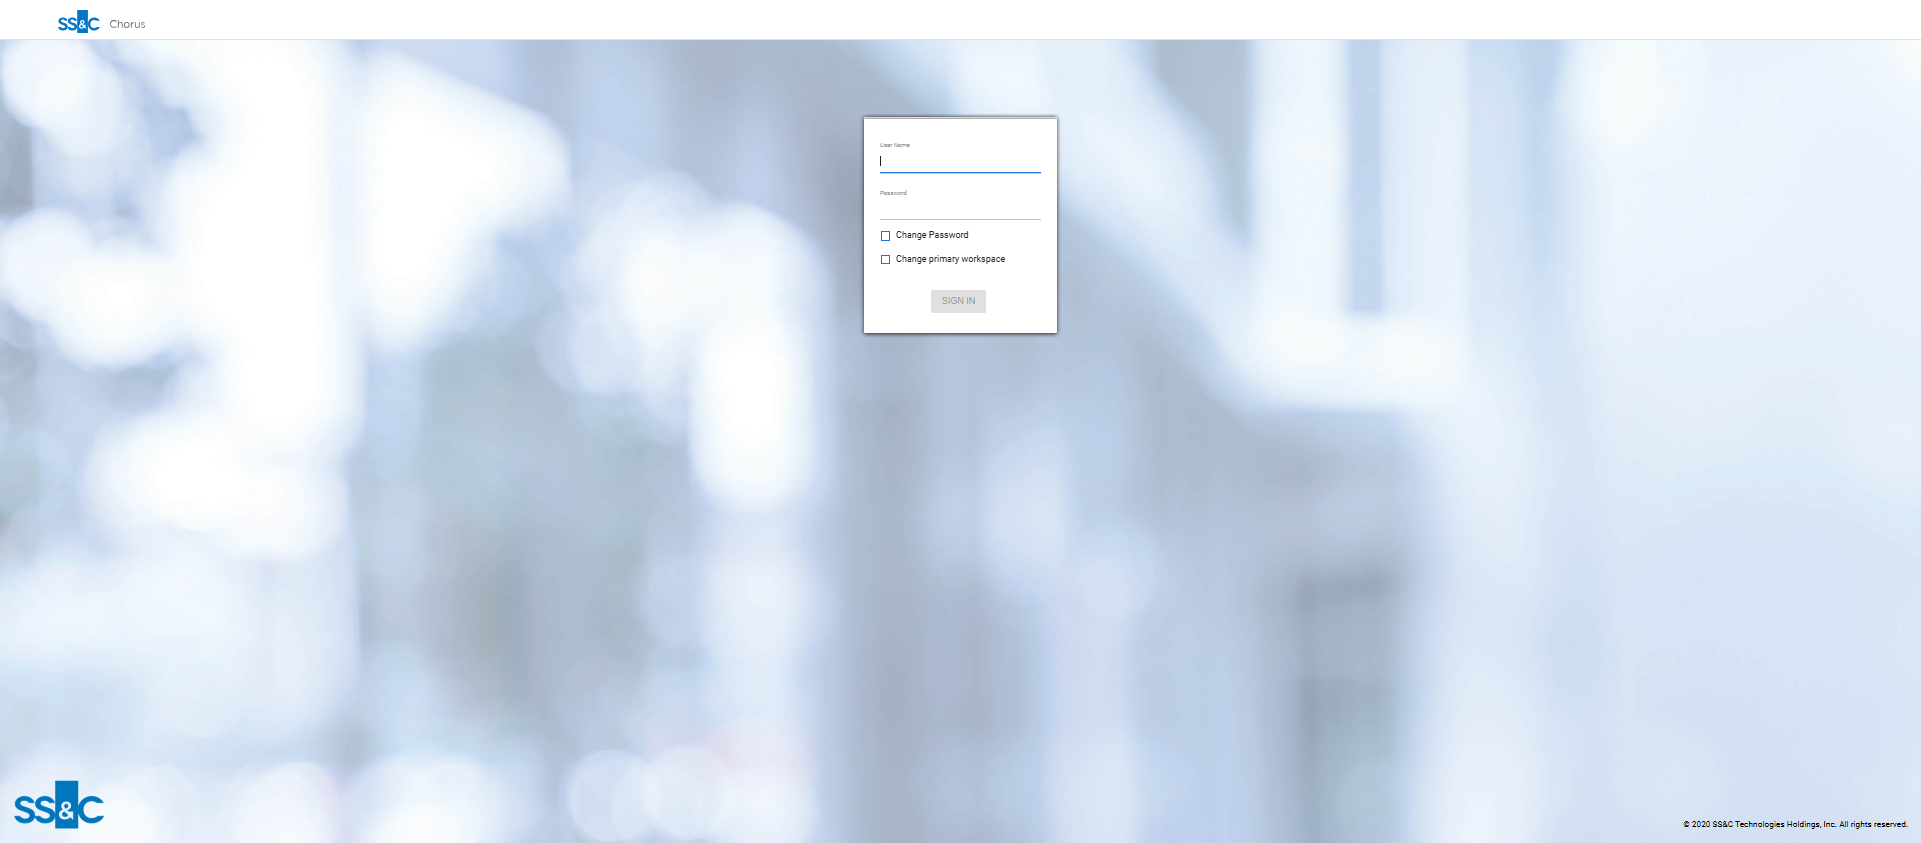 SS&C Chorus
User Name
Password
Change Password
Change primary workspace
SIGN IN
SS&C
© 2020 SS&C Technologies Holdings, Inc. All rights reserved.